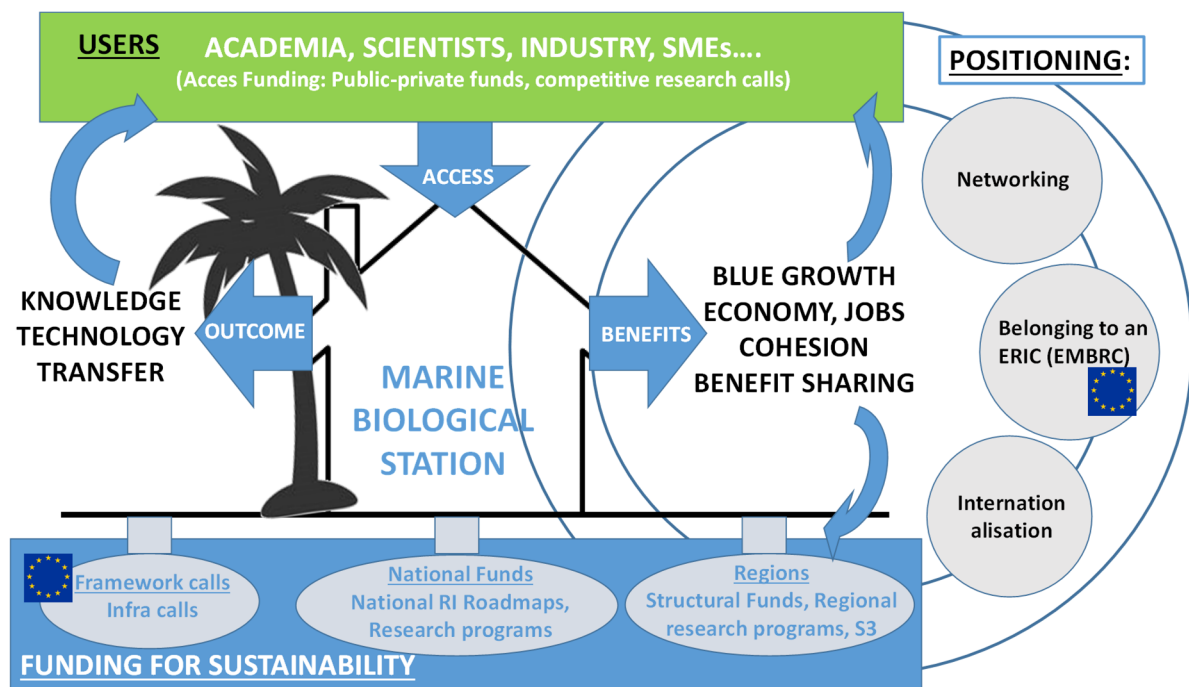 USERS
ACADEMIA, SCIENTISTS, INDUSTRY, SMEs….
(Acces Funding: Public-private funds, competitive research calls)
POSITIONING:
ACCESS
Networking
KNOWLEDGE
TECHNOLOGY
TRANSFER
OUTCOME
BENEFITS
BLUE GROWTH
ECONOMY, JOBS
COHESION
BENEFIT SHARING
Belonging to an
ERIC (EMBRC)
MARINE
BIOLOGICAL
STATION
Internation
alisation
Framework calls
Infra calls
National Funds
National RI Roadmaps,
Research programs
Regions
Structural Funds, Regional
research programs, S3
FUNDING FOR SUSTAINABILITY